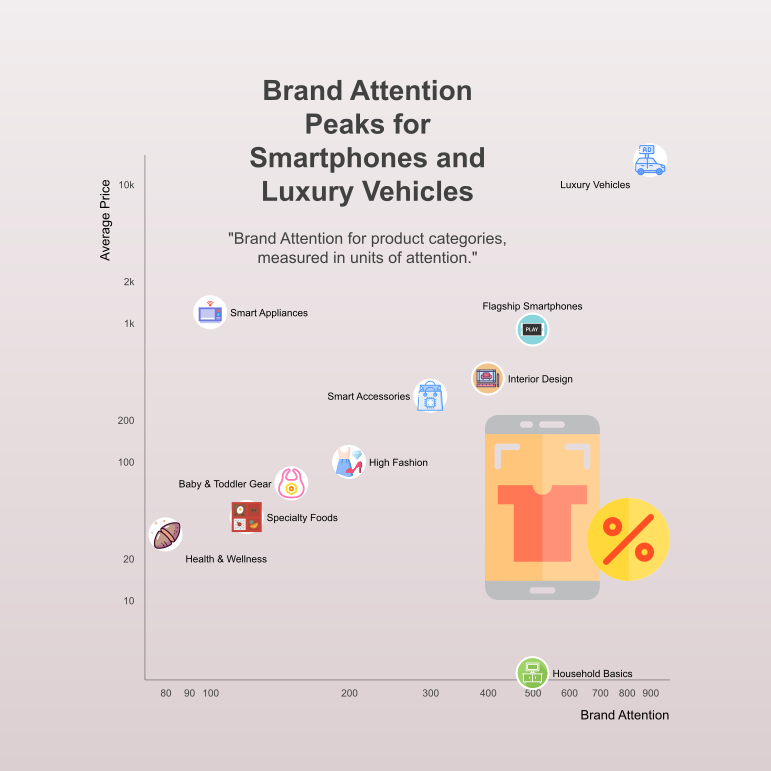 Brand Attention
Peaks for
Smartphones and
Luxury Vehicles
"Brand Attention for product categories,
measured in units of attention."
Average Price
10k
2k
1k
200
100
20
10
AD
Luxury Vehicles
Flagship Smartphones
PLAY
Smart Appliances
Interior Design
Smart Accessories
High Fashion
Baby & Toddler Gear
Specialty Foods
Health & Wellness
%
Household Basics
80 90 100 200 300 400 500 600 700 800 900
Brand Attention